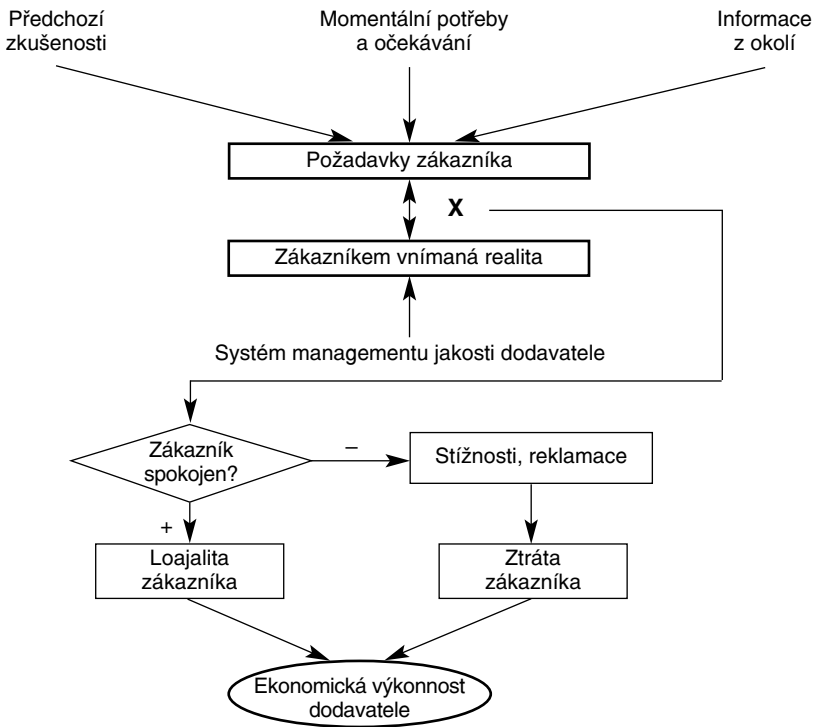 Předchozí
zkušenosti
Momentální potřeby
a očekávání
Informace
z okolí
Požadavky zákazníka
X
Zákazníkem vnímaná realita
Systém managementu jakosti dodavatele
Zákazník
spokojen?
–
Stížnosti, reklamace
+
Loajalita
zákazníka
Ztráta
zákazníka
Ekonomická výkonnost
dodavatele